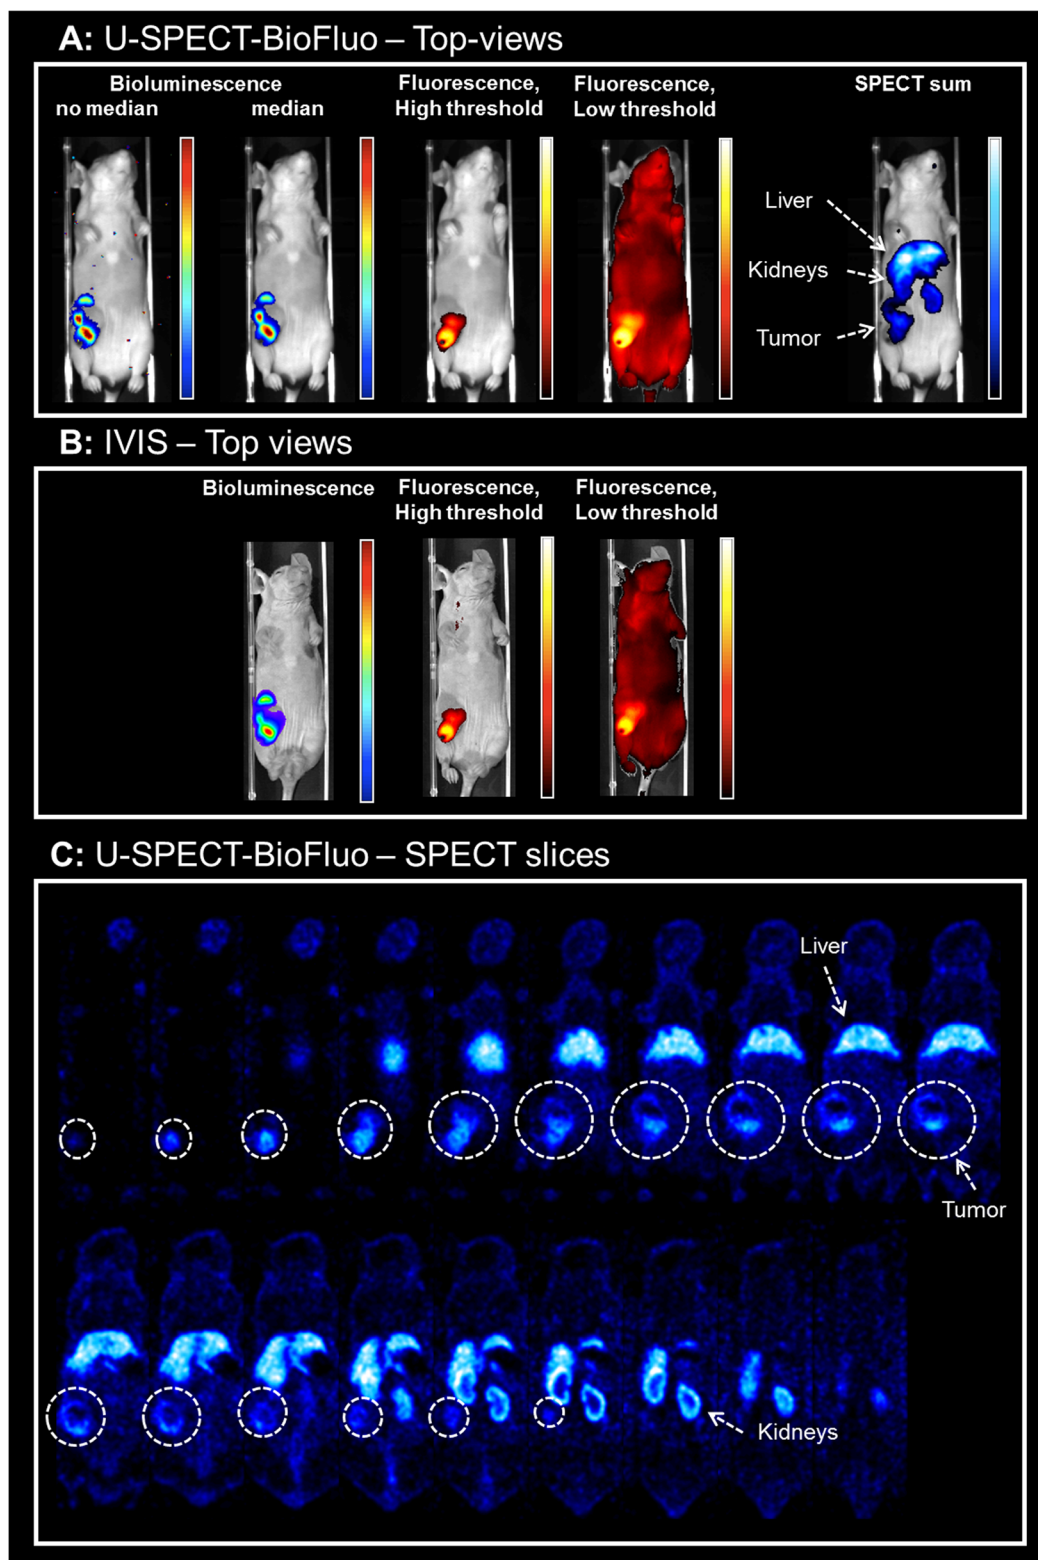 A: U-SPECT-BioFluo – Top-views
Bioluminescence
no median
median
Fluorescence,
High threshold
Fluorescence,
Low threshold
SPECT sum
Liver
Kidneys
Tumor
B: IVIS – Top views
Bioluminescence
Fluorescence,
High threshold
Fluorescence,
Low threshold
C: U-SPECT-BioFluo – SPECT slices
Liver
Tumor
Kidneys